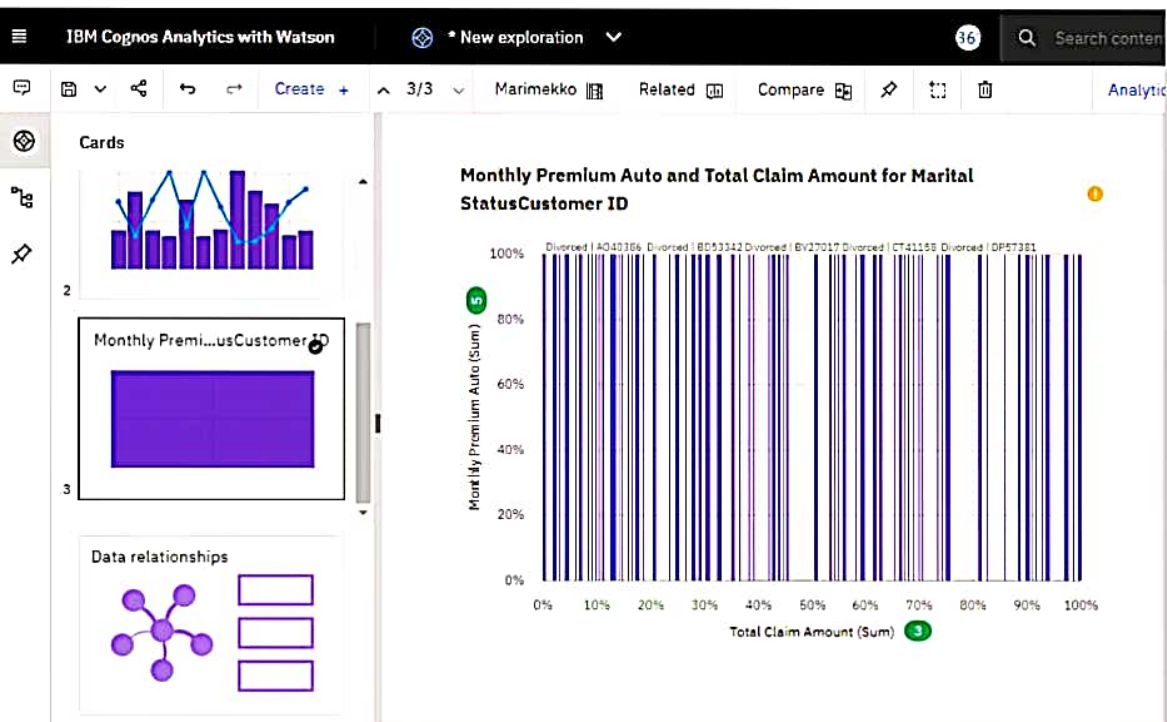 IBM Cognos Analytics with Watson
* New exploration
36
Search conten
Create +
3/3
Marimekko
Related
Compare
Analytic
Cards
2
Monthly Premi...usCustomer ID
3
Data relationships
Monthly Premium Auto and Total Claim Amount for Marital
StatusCustomer ID
Divorced | AO40366 Divorced | BD53342 Divorced | BV27017 Divorced | CT41158 Divorced | DP57381
100%
80%
60%
40%
20%
0%
Monthly Premium Auto (Sum) 5
0% 10% 20% 30% 40% 50% 60% 70% 80% 90% 100%
Total Claim Amount (Sum) 3